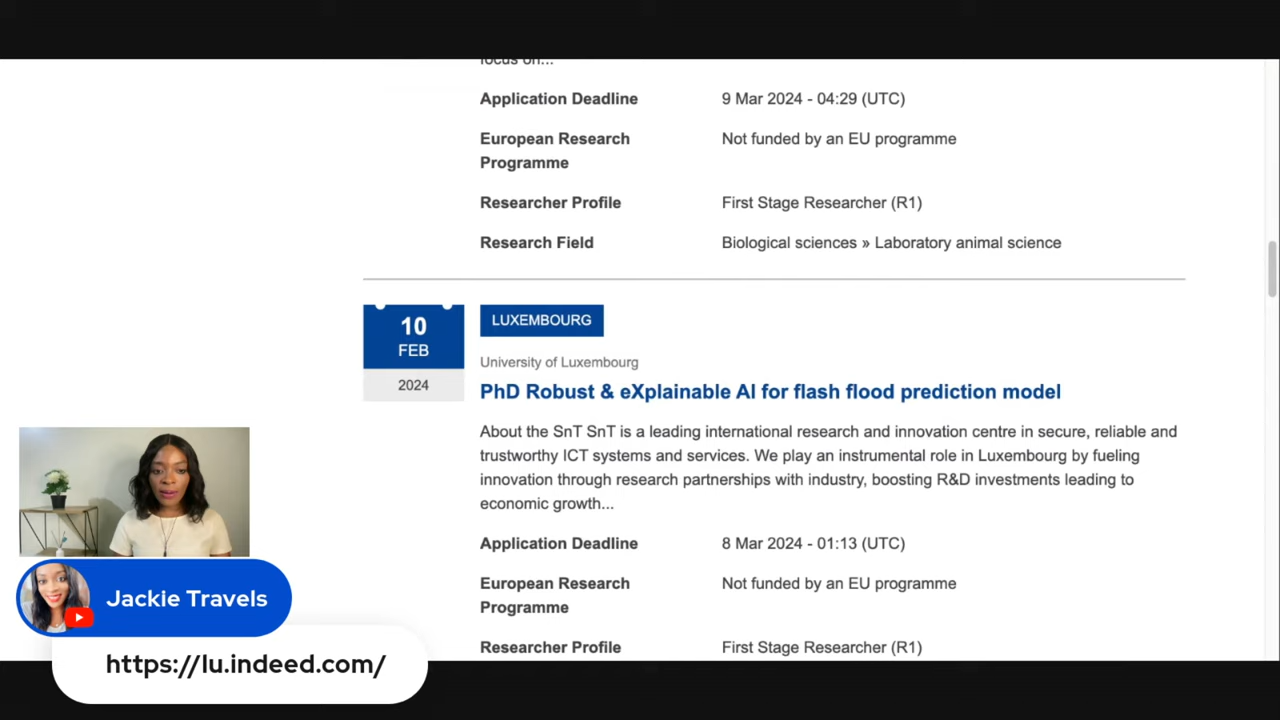 focus on...
Application Deadline 9 Mar 2024 - 04:29 (UTC)
European Research Programme Not funded by an EU programme
Researcher Profile First Stage Researcher (R1)
Research Field Biological sciences » Laboratory animal science
10
FEB
2024
LUXEMBOURG
University of Luxembourg
PhD Robust & eXplainable AI for flash flood prediction model
About the SnT SnT is a leading international research and innovation centre in secure, reliable and
trustworthy ICT systems and services. We play an instrumental role in Luxembourg by fueling
innovation through research partnerships with industry, boosting R&D investments leading to
economic growth...
Application Deadline 8 Mar 2024 - 01:13 (UTC)
European Research Programme Not funded by an EU programme
Researcher Profile First Stage Researcher (R1)
Jackie Travels
https://lu.indeed.com/